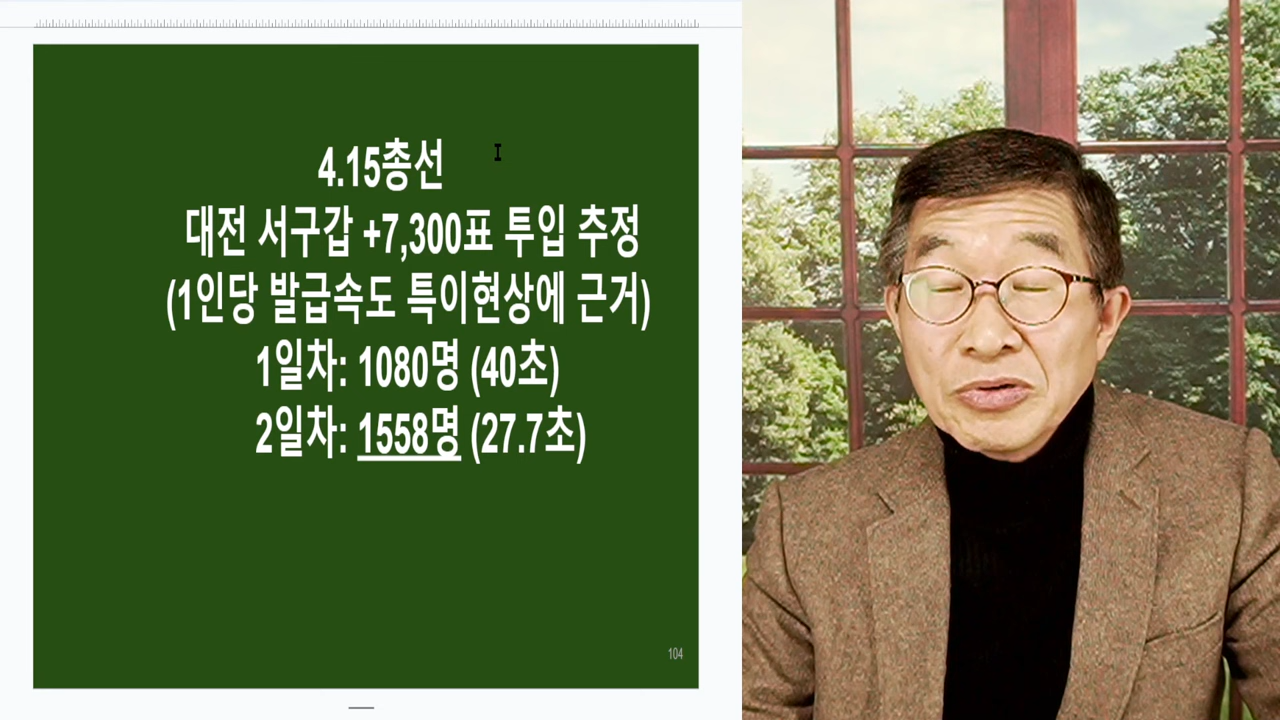 4.15총선
대전 서구갑 +7,300표 투입 추정
(1인당 발급속도 특이현상에 근거)
1일차: 1080명 (40초)
2일차: 1558명 (27.7초)
104